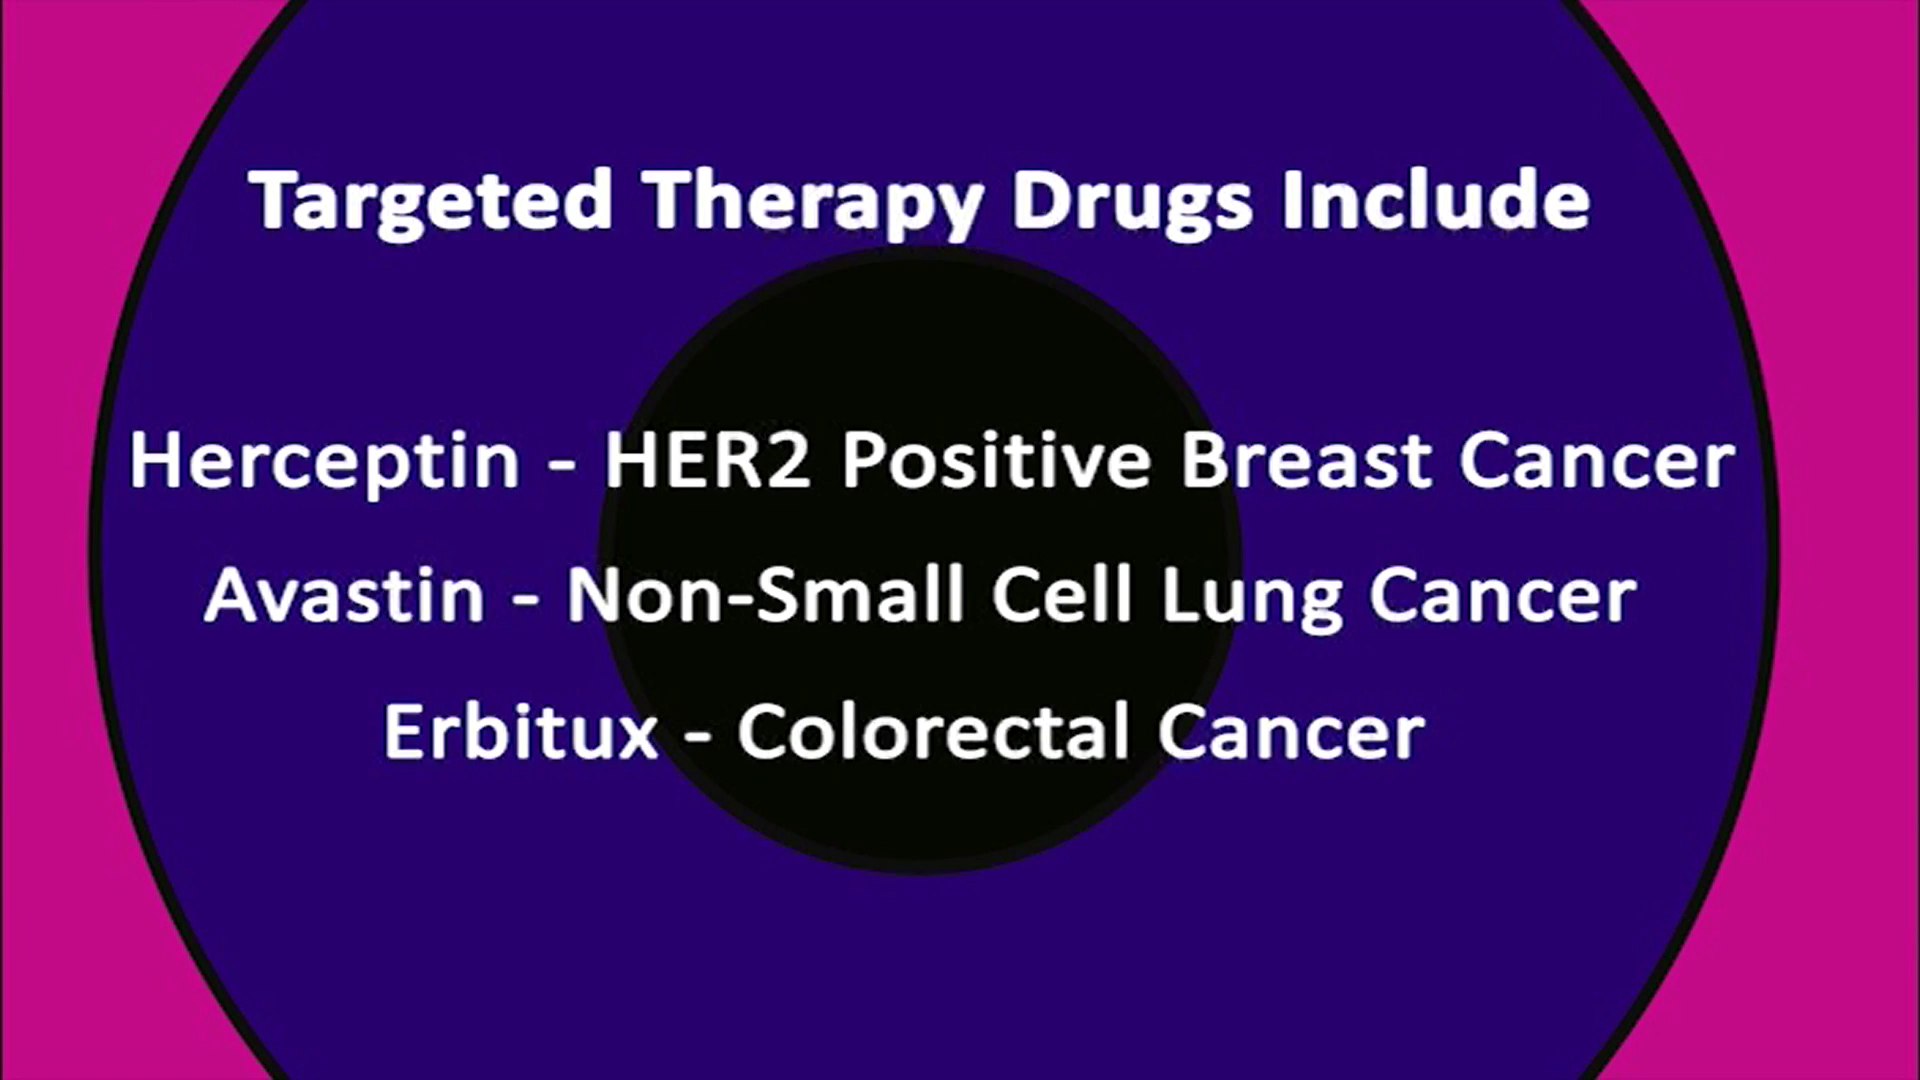 Targeted Therapy Drugs Include
Herceptin - HER2 Positive Breast Cancer
Avastin - Non-Small Cell Lung Cancer
Erbitux - Colorectal Cancer